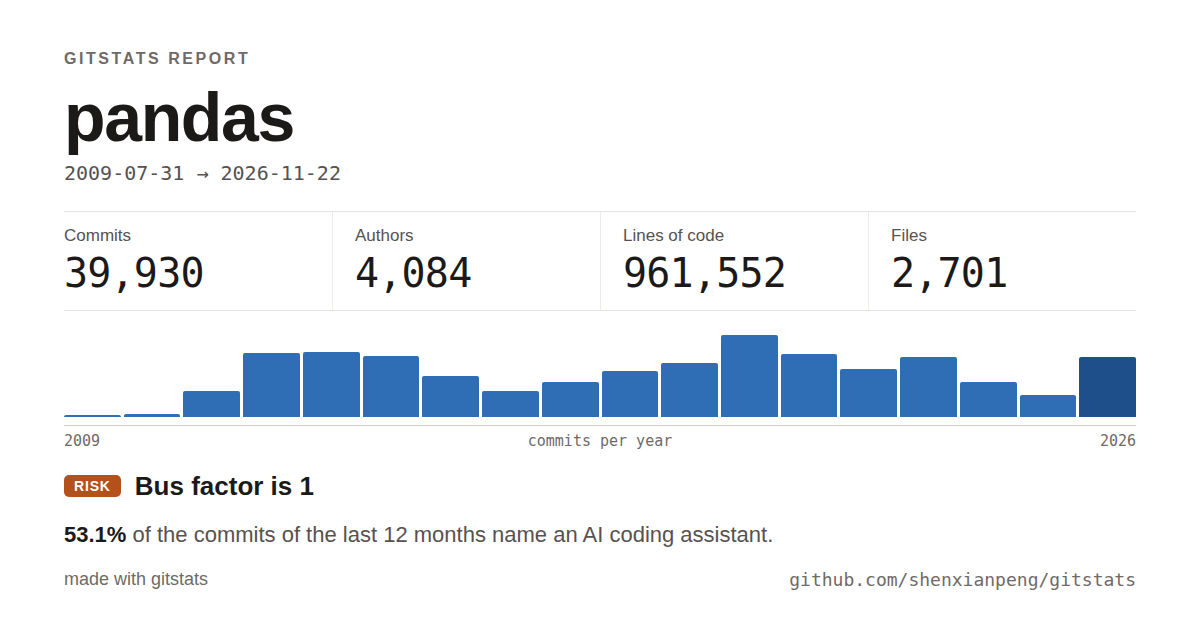 GITSTATS REPORT
pandas
2009-07-31 → 2026-11-22
Commits Authors Lines of code Files
39,930 4,084 961,552 2,701
2009 commits per year 2026
RISK Bus factor is 1
53.1% of the commits of the last 12 months name an AI coding assistant.
made with gitstats github.com/shenxianpeng/gitstats